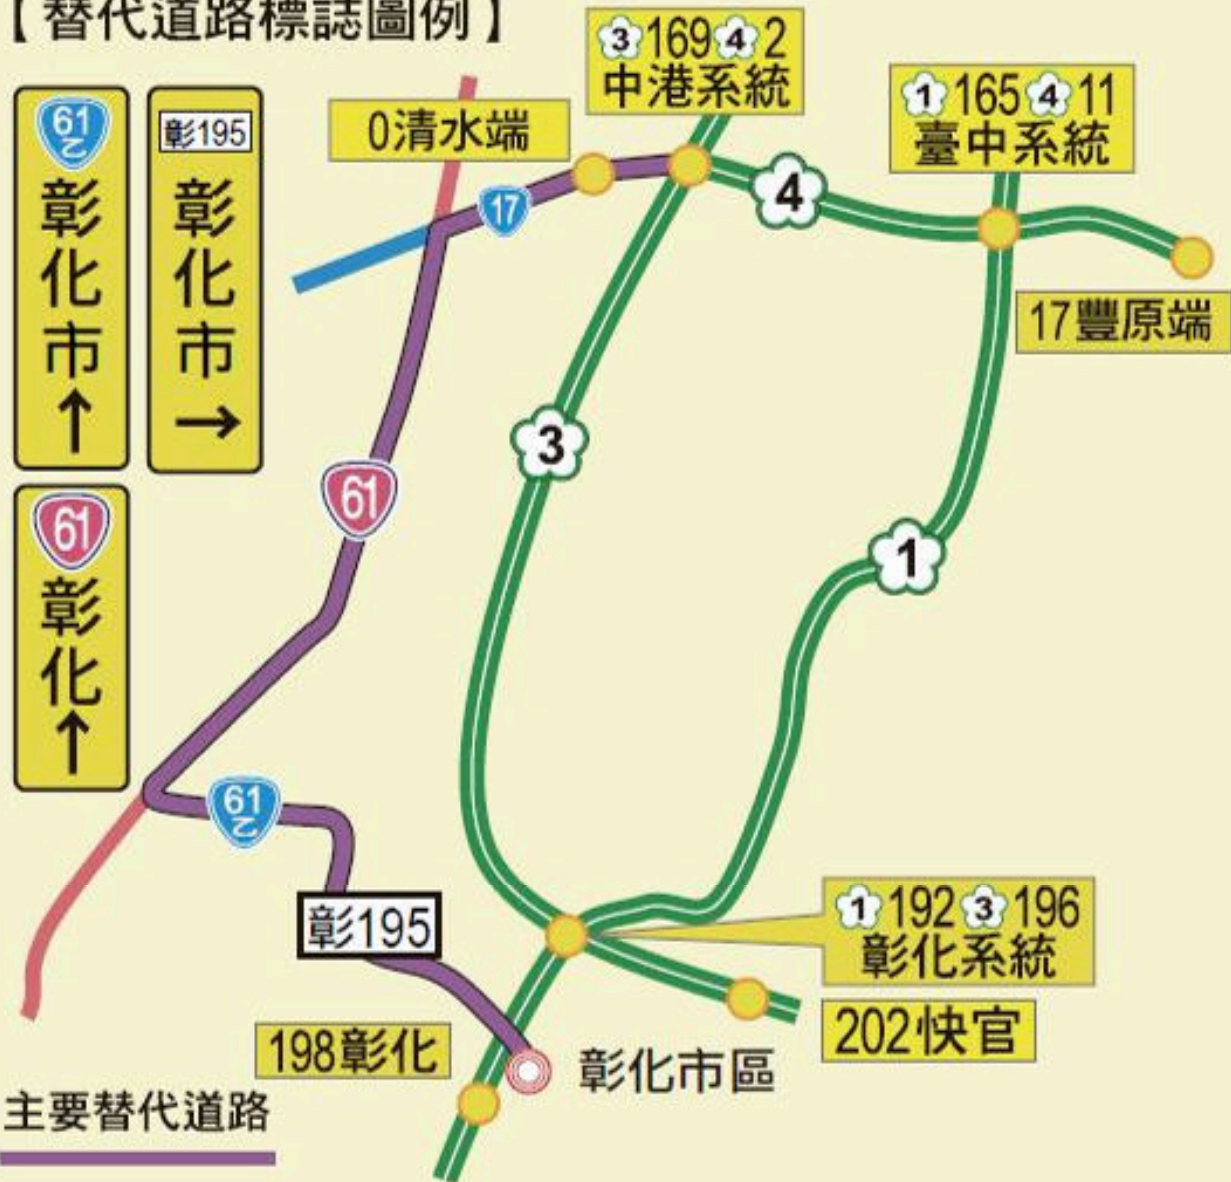 【替代道路標誌圖例】
61
乙
彰
化
市
↑
彰195
彰
化
市
→
61
彰
化
↑
0清水端
3 169 4 2
中港系統
1 165 4 11
臺中系統
17
4
17豐原端
3
61
1
61
乙
彰195
1 192 3 196
彰化系統
202快官
198彰化
彰化市區
主要替代道路